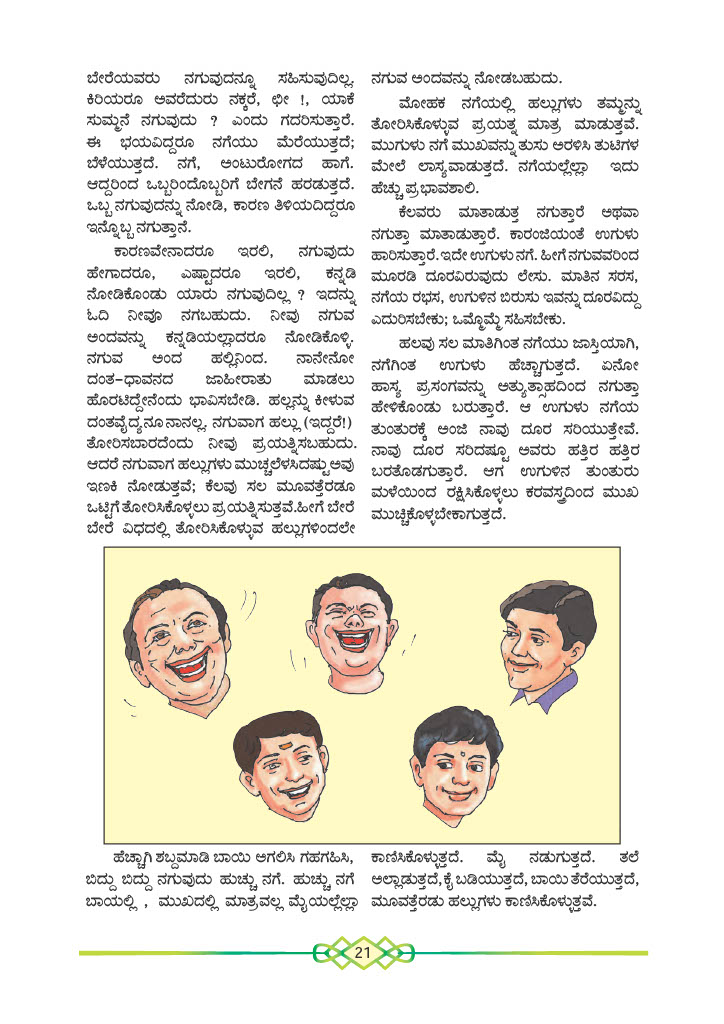 ಬೇರೆಯವರು ನಗುವುದನ್ನೂ ಸಹಿಸುವುದಿಲ್ಲ.
ಕಿರಿಯರೂ ಅವರೆದುರು ನಕ್ಕರೆ, ಛೀ !, ಯಾಕೆ
ಸುಮ್ಮನೆ ನಗುವುದು ? ಎಂದು ಗದರಿಸುತ್ತಾರೆ.
ಈ ಭಯವಿದ್ದರೂ ನಗೆಯು ಮೆರೆಯುತ್ತದೆ;
ಬೆಳೆಯುತ್ತದೆ. ನಗೆ, ಅಂಟುರೋಗದ ಹಾಗೆ.
ಆದ್ದರಿಂದ ಒಬ್ಬರಿಂದೊಬ್ಬರಿಗೆ ಬೇಗನೆ ಹರಡುತ್ತದೆ.
ಒಬ್ಬ ನಗುವುದನ್ನು ನೋಡಿ, ಕಾರಣ ತಿಳಿಯದಿದ್ದರೂ
ಇನ್ನೊಬ್ಬ ನಗುತ್ತಾನೆ.
ಕಾರಣವೇನಾದರೂ ಇರಲಿ, ನಗುವುದು
ಹೇಗಾದರೂ, ಎಷ್ಟಾದರೂ ಇರಲಿ, ಕನ್ನಡಿ
ನೋಡಿಕೊಂಡು ಯಾರು ನಗುವುದಿಲ್ಲ ? ಇದನ್ನು
ಓದಿ ನೀವೂ ನಗಬಹುದು. ನೀವು ನಗುವ
ಅಂದವನ್ನು ಕನ್ನಡಿಯಲ್ಲಾದರೂ ನೋಡಿಕೊಳ್ಳಿ.
ನಗುವ ಅಂದ ಹಲ್ಲಿನಿಂದ. ನಾನೇನೋ
ದಂತ–ಧಾವನದ ಜಾಹೀರಾತು ಮಾಡಲು
ಹೊರಟಿದ್ದೇನೆಂದು ಭಾವಿಸಬೇಡಿ. ಹಲ್ಲನ್ನು ಕೀಳುವ
ದಂತವೈದ್ಯನೂ ನಾನಲ್ಲ. ನಗುವಾಗ ಹಲ್ಲು (ಇದ್ದರೆ!)
ತೋರಿಸಬಾರದೆಂದು ನೀವು ಪ್ರಯತ್ನಿಸಬಹುದು.
ಆದರೆ ನಗುವಾಗ ಹಲ್ಲುಗಳು ಮುಚ್ಚಲೆಳಸಿದಷ್ಟು ಅವು
ಇಣಕಿ ನೋಡುತ್ತವೆ; ಕೆಲವು ಸಲ ಮೂವತ್ತೆರಡೂ
ಒಟ್ಟಿಗೆ ತೋರಿಸಿಕೊಳ್ಳಲು ಪ್ರಯತ್ನಿಸುತ್ತವೆ.ಹೀಗೆ ಬೇರೆ
ಬೇರೆ ವಿಧದಲ್ಲಿ ತೋರಿಸಿಕೊಳ್ಳುವ ಹಲ್ಲುಗಳಿಂದಲೇ
ನಗುವ ಅಂದವನ್ನು ನೋಡಬಹುದು.
ಮೋಹಕ ನಗೆಯಲ್ಲಿ ಹಲ್ಲುಗಳು ತಮ್ಮನ್ನು
ತೋರಿಸಿಕೊಳ್ಳುವ ಪ್ರಯತ್ನ ಮಾತ್ರ ಮಾಡುತ್ತವೆ.
ಮುಗುಳು ನಗೆ ಮುಖವನ್ನು ತುಸು ಅರಳಿಸಿ ತುಟಿಗಳ
ಮೇಲೆ ಲಾಸ್ಯವಾಡುತ್ತದೆ. ನಗೆಯಲ್ಲೆಲ್ಲಾ ಇದು
ಹೆಚ್ಚು ಪ್ರಭಾವಶಾಲಿ.
ಕೆಲವರು ಮಾತಾಡುತ್ತ ನಗುತ್ತಾರೆ ಅಥವಾ
ನಗುತ್ತಾ ಮಾತಾಡುತ್ತಾರೆ. ಕಾರಂಜಿಯಂತೆ ಉಗುಳು
ಹಾರಿಸುತ್ತಾರೆ. ಇದೇ ಉಗುಳು ನಗೆ. ಹೀಗೆ ನಗುವವರಿಂದ
ಮೂರಡಿ ದೂರವಿರುವುದು ಲೇಸು. ಮಾತಿನ ಸರಸ,
ನಗೆಯ ರಭಸ, ಉಗುಳಿನ ಬಿರುಸು ಇವನ್ನು ದೂರವಿದ್ದು
ಎದುರಿಸಬೇಕು; ಒಮ್ಮೊಮ್ಮೆ ಸಹಿಸಬೇಕು.
ಹಲವು ಸಲ ಮಾತಿಗಿಂತ ನಗೆಯು ಜಾಸ್ತಿಯಾಗಿ,
ನಗೆಗಿಂತ ಉಗುಳು ಹೆಚ್ಚಾಗುತ್ತದೆ. ಏನೋ
ಹಾಸ್ಯ ಪ್ರಸಂಗವನ್ನು ಅತ್ಯುತ್ಸಾಹದಿಂದ ನಗುತ್ತಾ
ಹೇಳಿಕೊಂಡು ಬರುತ್ತಾರೆ. ಆ ಉಗುಳು ನಗೆಯ
ತುಂತುರಕ್ಕೆ ಅಂಜಿ ನಾವು ದೂರ ಸರಿಯುತ್ತೇವೆ.
ನಾವು ದೂರ ಸರಿದಷ್ಟೂ ಅವರು ಹತ್ತಿರ ಹತ್ತಿರ
ಬರತೊಡಗುತ್ತಾರೆ. ಆಗ ಉಗುಳಿನ ತುಂತುರು
ಮಳೆಯಿಂದ ರಕ್ಷಿಸಿಕೊಳ್ಳಲು ಕರವಸ್ತ್ರದಿಂದ ಮುಖ
ಮುಚ್ಚಿಕೊಳ್ಳಬೇಕಾಗುತ್ತದೆ.
ಹೆಚ್ಚಾಗಿ ಶಬ್ದಮಾಡಿ ಬಾಯಿ ಅಗಲಿಸಿ ಗಹಗಹಿಸಿ,
ಬಿದ್ದು ಬಿದ್ದು ನಗುವುದು ಹುಚ್ಚು ನಗೆ. ಹುಚ್ಚು ನಗೆ
ಬಾಯಲ್ಲಿ , ಮುಖದಲ್ಲಿ ಮಾತ್ರವಲ್ಲ ಮೈಯಲ್ಲೆಲ್ಲಾ
ಕಾಣಿಸಿಕೊಳ್ಳುತ್ತದೆ. ಮೈ ನಡುಗುತ್ತದೆ. ತಲೆ
ಅಲ್ಲಾಡುತ್ತದೆ, ಕೈ ಬಡಿಯುತ್ತದೆ, ಬಾಯಿ ತೆರೆಯುತ್ತದೆ,
ಮೂವತ್ತೆರಡು ಹಲ್ಲುಗಳು ಕಾಣಿಸಿಕೊಳ್ಳುತ್ತವೆ.
21